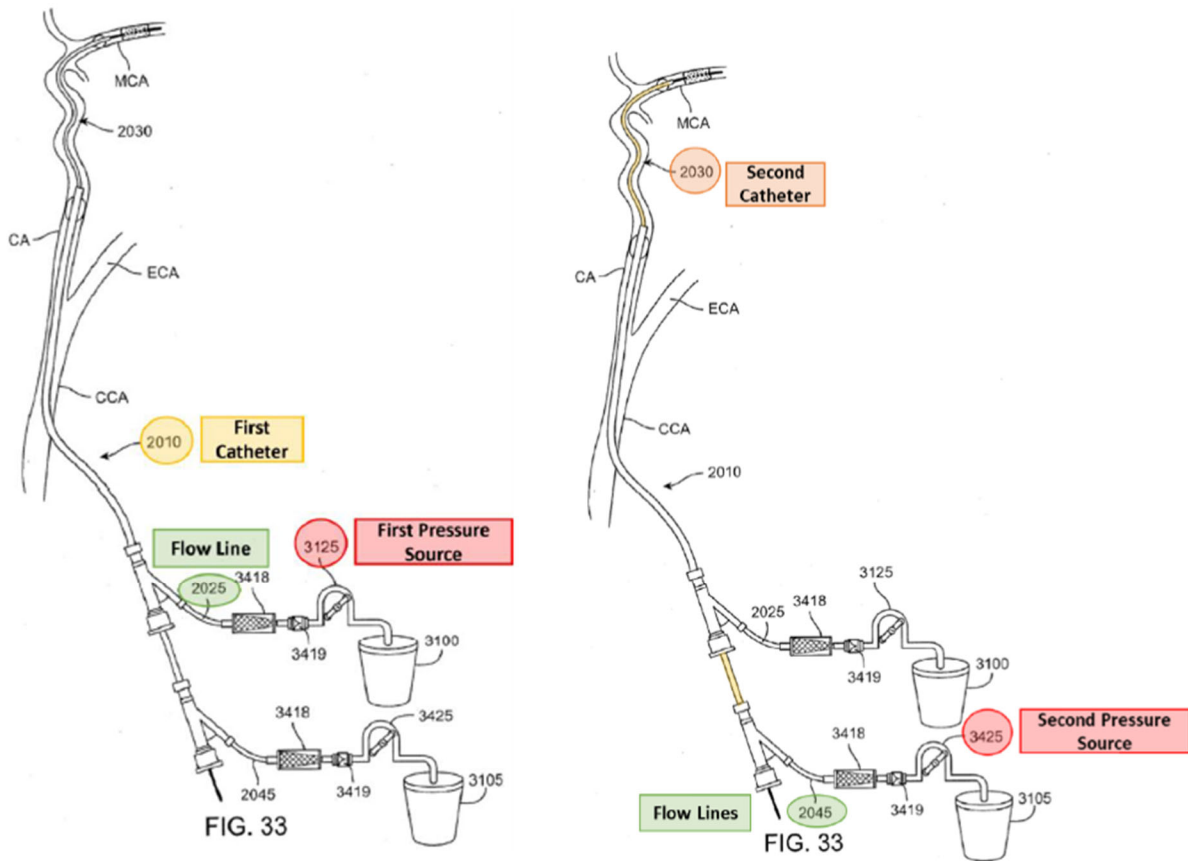 MCA
2030
CA
ECA
CCA
2010
First
Catheter
Flow Line
3125
First Pressure
Source
2025
3418
3419
3100
3418
3425
2045
3419
3105
FIG. 33
MCA
2030
Second
Catheter
CA
ECA
CCA
2010
3125
3418
2025
3419
3100
3418
3425
Second Pressure
Source
Flow Lines
2045
3419
3105
FIG. 33